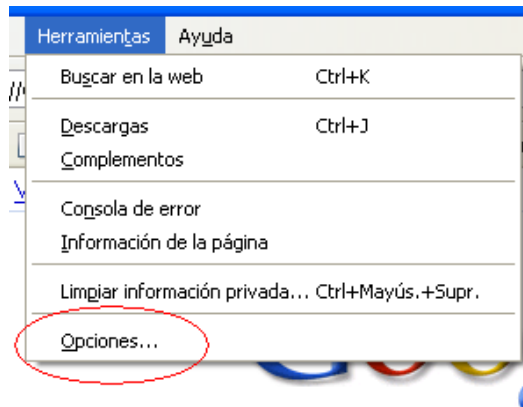 Herramientas Ayuda
Buscar en la web Ctrl+K
Descargas Ctrl+J
Complementos
Consola de error
Información de la página
Limpiar información privada... Ctrl+Mayús.+Supr.
Opciones...